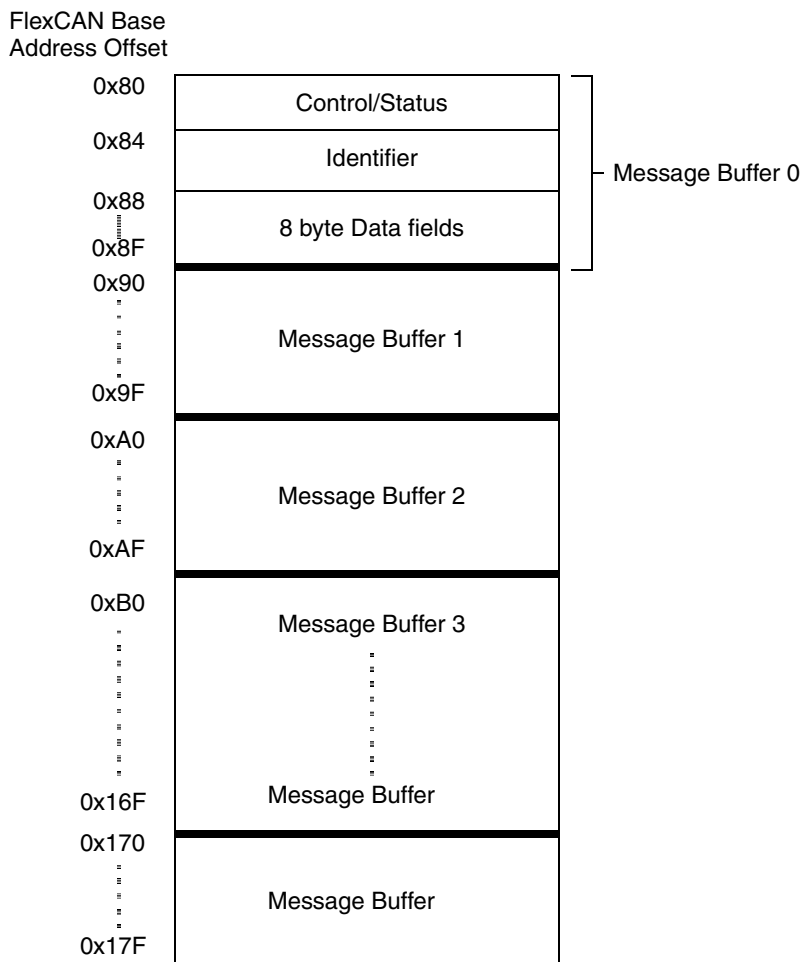 FlexCAN Base
Address Offset
0x80
Control/Status
0x84
Identifier
Message Buffer 0
0x88
8 byte Data fields
0x8F
0x90
Message Buffer 1
0x9F
0xA0
Message Buffer 2
0xAF
0xB0
Message Buffer 3
0x16F
Message Buffer
0x170
Message Buffer
0x17F